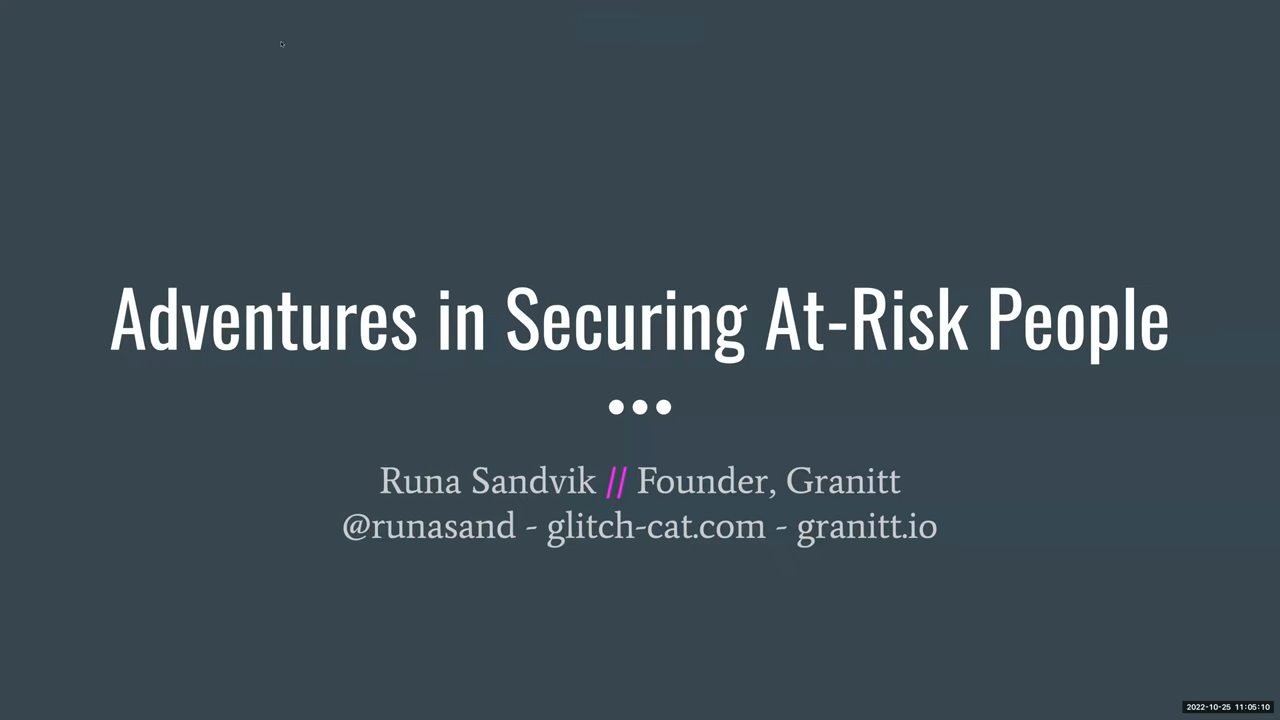 Adventures in Securing At-Risk People
Runa Sandvik // Founder, Granitt
@runasand - glitch-cat.com - granitt.io
2022-10-25 11:05:10